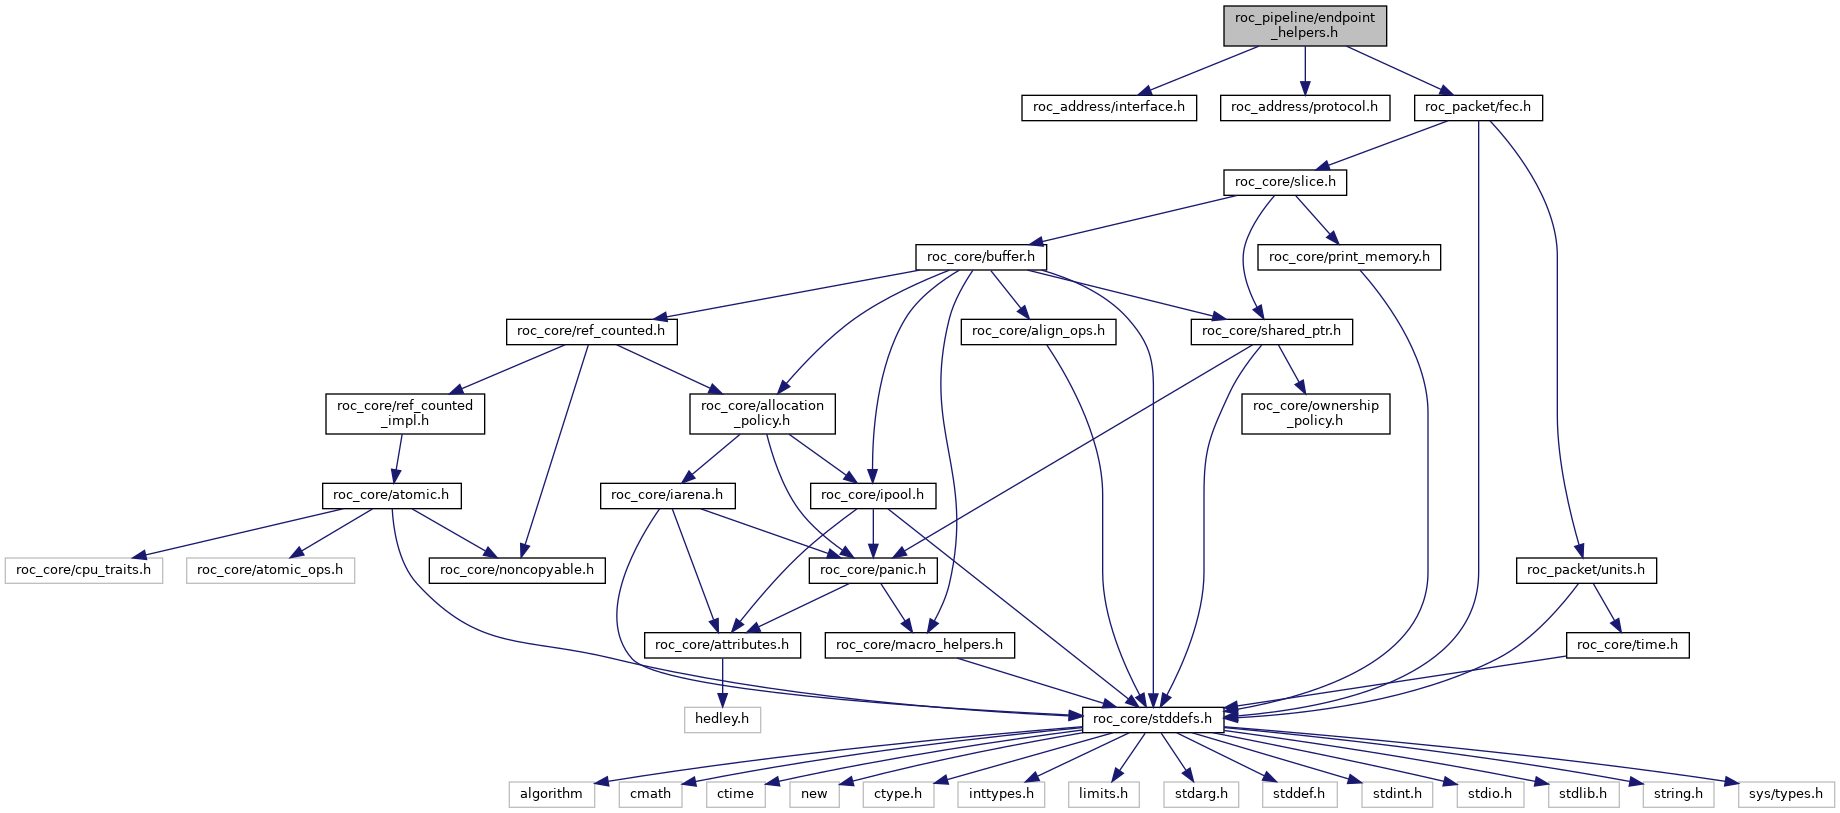 roc_pipeline/endpoint
_helpers.h
roc_address/interface.h
roc_address/protocol.h
roc_packet/fec.h
roc_core/slice.h
roc_core/buffer.h
roc_core/print_memory.h
roc_core/ref_counted.h
roc_core/align_ops.h
roc_core/shared_ptr.h
roc_core/ref_counted
_impl.h
roc_core/allocation
_policy.h
roc_core/ownership
_policy.h
roc_core/atomic.h
roc_core/iarena.h
roc_core/ipool.h
roc_core/cpu_traits.h
roc_core/atomic_ops.h
roc_core/noncopyable.h
roc_core/panic.h
roc_packet/units.h
roc_core/attributes.h
roc_core/macro_helpers.h
roc_core/time.h
hedley.h
roc_core/stddefs.h
algorithm
cmath
ctime
new
ctype.h
inttypes.h
limits.h
stdarg.h
stddef.h
stdint.h
stdio.h
stdlib.h
string.h
sys/types.h